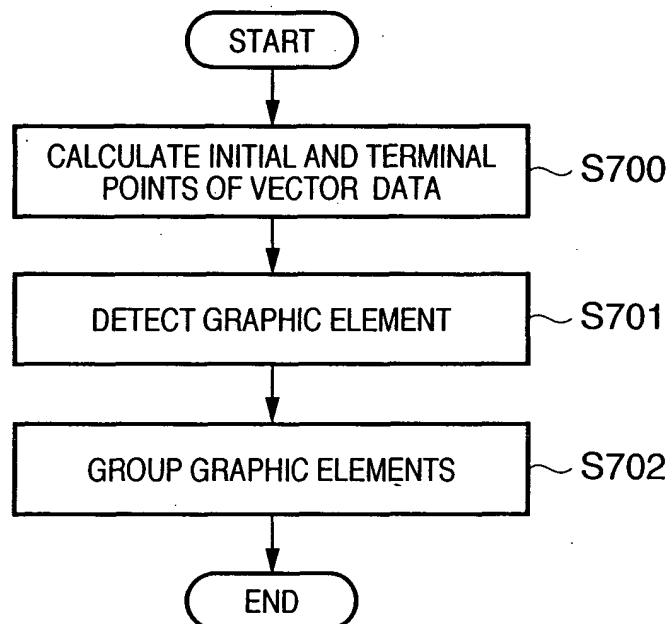 START
CALCULATE INITIAL AND TERMINAL
POINTS OF VECTOR DATA
S700
DETECT GRAPHIC ELEMENT
S701
GROUP GRAPHIC ELEMENTS
S702
END